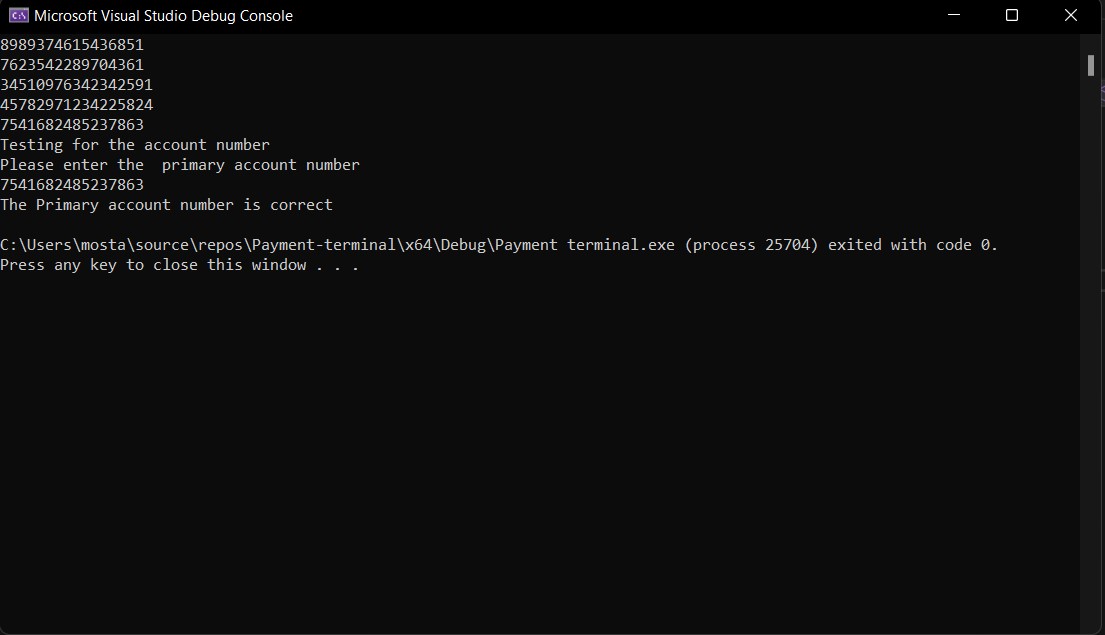 Microsoft Visual Studio Debug Console
8989374615436851
7623542289704361
34510976342342591
45782971234225824
7541682485237863
Testing for the account number
Please enter the  primary account number
7541682485237863
The Primary account number is correct
C:\Users\mosta\source\repos\Payment-terminal\x64\Debug\Payment terminal.exe (process 25704) exited with code 0.
Press any key to close this window . . .